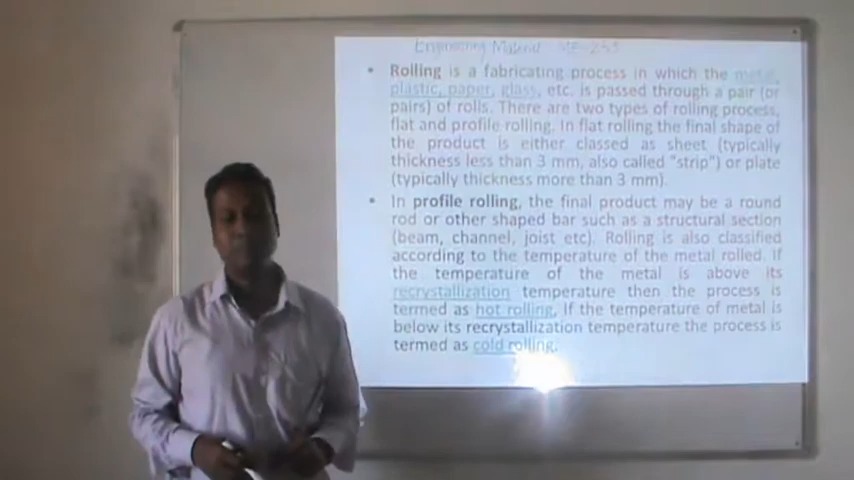 Engineering Material ME-253
• Rolling is a fabricating process in which the metal,
plastic, paper, glass, etc. is passed through a pair (or
pairs) of rolls. There are two types of rolling process,
flat and profile rolling. In flat rolling the final shape of
the product is either classed as sheet (typically
thickness less than 3 mm, also called "strip") or plate
(typically thickness more than 3 mm).
• In profile rolling, the final product may be a round
rod or other shaped bar such as a structural section
(beam, channel, joist etc). Rolling is also classified
according to the temperature of the metal rolled. If
the temperature of the metal is above its
recrystallization temperature then the process is
termed as hot rolling. If the temperature of metal is
below its recrystallization temperature the process is
termed as cold rolling.